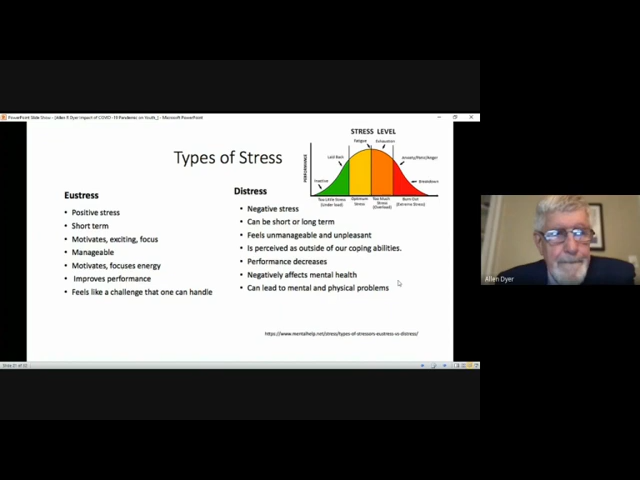 PowerPoint Slide Show - [Allen R Dyer Impact of COVID -19 Pandemic on Youth_] - Microsoft PowerPoint
Types of Stress
STRESS LEVEL
PERFORMANCE
Fatigue
Exhaustion
Laid Back
Anxiety/Panic/Anger
Inactive
Breakdown
Too Little Stress
(Under load)
Optimum
Stress
Too Much
Stress
(Overload)
Burn Out
(Extreme Stress)
Eustress
• Positive stress
• Short term
• Motivates, exciting, focus
• Manageable
• Motivates, focuses energy
• Improves performance
• Feels like a challenge that one can handle
Distress
• Negative stress
• Can be short or long term
• Feels unmanageable and unpleasant
• Is perceived as outside of our coping abilities.
• Performance decreases
• Negatively affects mental health
• Can lead to mental and physical problems
https://www.mentalhelp.net/stress/types-of-stressors-eustress-vs-distress/
Allen Dyer